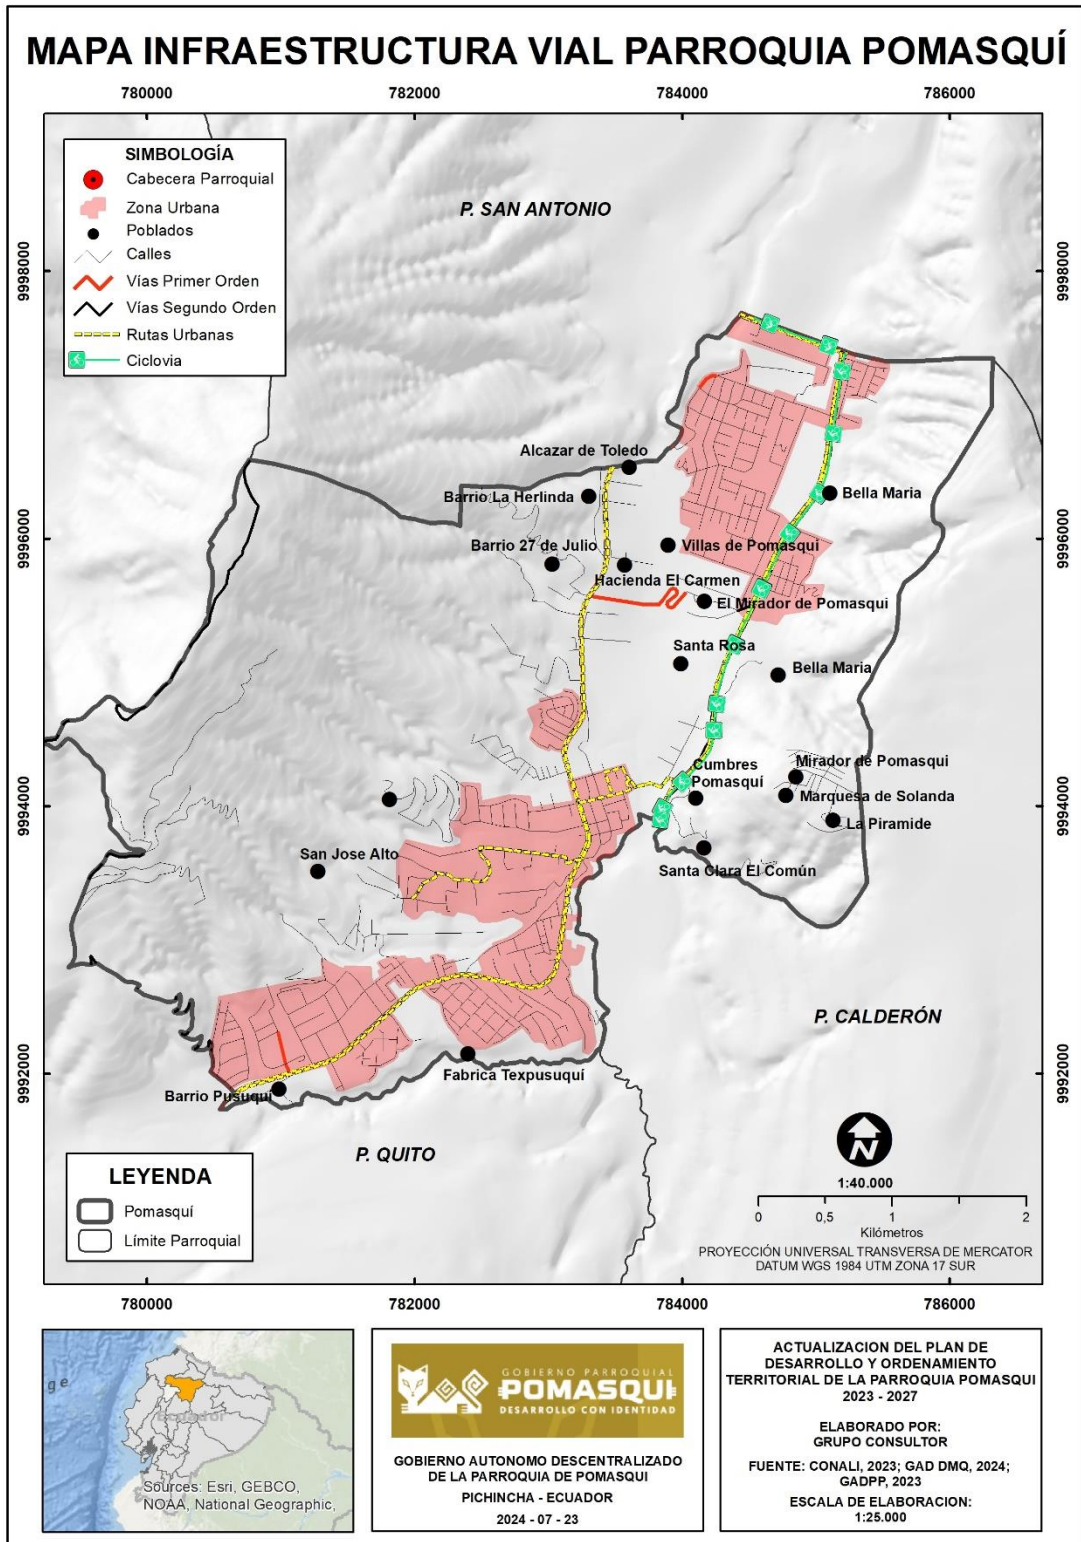 MAPA INFRAESTRUCTURA VIAL PARROQUIA POMASQUÍ
780000
782000
784000
786000
SIMBOLOGÍA
Cabecera Parroquial
Zona Urbana
Poblados
Calles
Vías Primer Orden
Vías Segundo Orden
Rutas Urbanas
Ciclovia
P. SAN ANTONIO
9998000
9998000
Alcazar de Toledo
Barrio La Herlinda
Bella Maria
9996000
9996000
Barrio 27 de Julio
Villas de Pomasqui
Hacienda El Carmen
El Mirador de Pomasqui
Santa Rosa
Bella Maria
Cumbres
Pomasquí
Mirador de Pomasqui
Marquesa de Solanda
La Piramide
9994000
9994000
San Jose Alto
Santa Clara El Común
P. CALDERÓN
9992000
9992000
Fabrica Texpusuquí
Barrio Pusuquí
P. QUITO
LEYENDA
Pomasquí
Límite Parroquial
N
1:40.000
0
0,5
1
2
Kilómetros
PROYECCIÓN UNIVERSAL TRANSVERSA DE MERCATOR
DATUM WGS 1984 UTM ZONA 17 SUR
780000
782000
784000
786000
ge
Ecuador
Sources: Esri, GEBCO,
NOAA, National Geographic,
GOBIERNO PARROQUIAL
POMASQUI
DESARROLLO CON IDENTIDAD
GOBIERNO AUTONOMO DESCENTRALIZADO
DE LA PARROQUIA DE POMASQUI
PICHINCHA - ECUADOR
2024 - 07 - 23
ACTUALIZACION DEL PLAN DE
DESARROLLO Y ORDENAMIENTO
TERRITORIAL DE LA PARROQUIA POMASQUI
2023 - 2027
ELABORADO POR:
GRUPO CONSULTOR
FUENTE: CONALI, 2023; GAD DMQ, 2024;
GADPP, 2023
ESCALA DE ELABORACION:
1:25.000